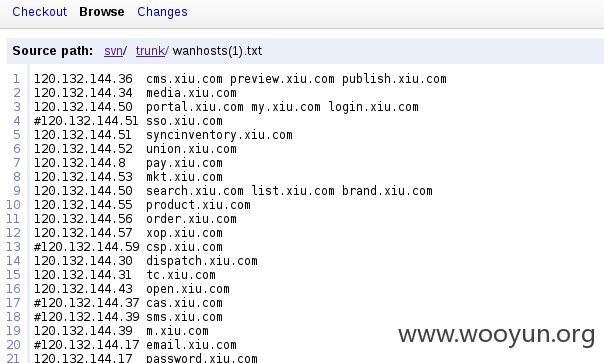 Checkout Browse Changes
Source path: svn/ trunk/ wanhosts(1).txt
1 120.132.144.36 cms.xiu.com preview.xiu.com publish.xiu.com
2 120.132.144.34 media.xiu.com
3 120.132.144.50 portal.xiu.com my.xiu.com login.xiu.com
4 #120.132.144.51 sso.xiu.com
5 120.132.144.51 syncinventory.xiu.com
6 120.132.144.52 union.xiu.com
7 120.132.144.8 pay.xiu.com
8 120.132.144.53 mkt.xiu.com
9 120.132.144.50 search.xiu.com list.xiu.com brand.xiu.com
10 120.132.144.55 product.xiu.com
11 120.132.144.56 order.xiu.com
12 120.132.144.57 xop.xiu.com
13 #120.132.144.59 csp.xiu.com
14 120.132.144.30 dispatch.xiu.com
15 120.132.144.31 tc.xiu.com
16 120.132.144.43 open.xiu.com
17 #120.132.144.37 cas.xiu.com
18 #120.132.144.39 sms.xiu.com
19 120.132.144.39 m.xiu.com
20 #120.132.144.17 email.xiu.com
21 120.132.144.17 password.xiu.com
www.wooyun.org